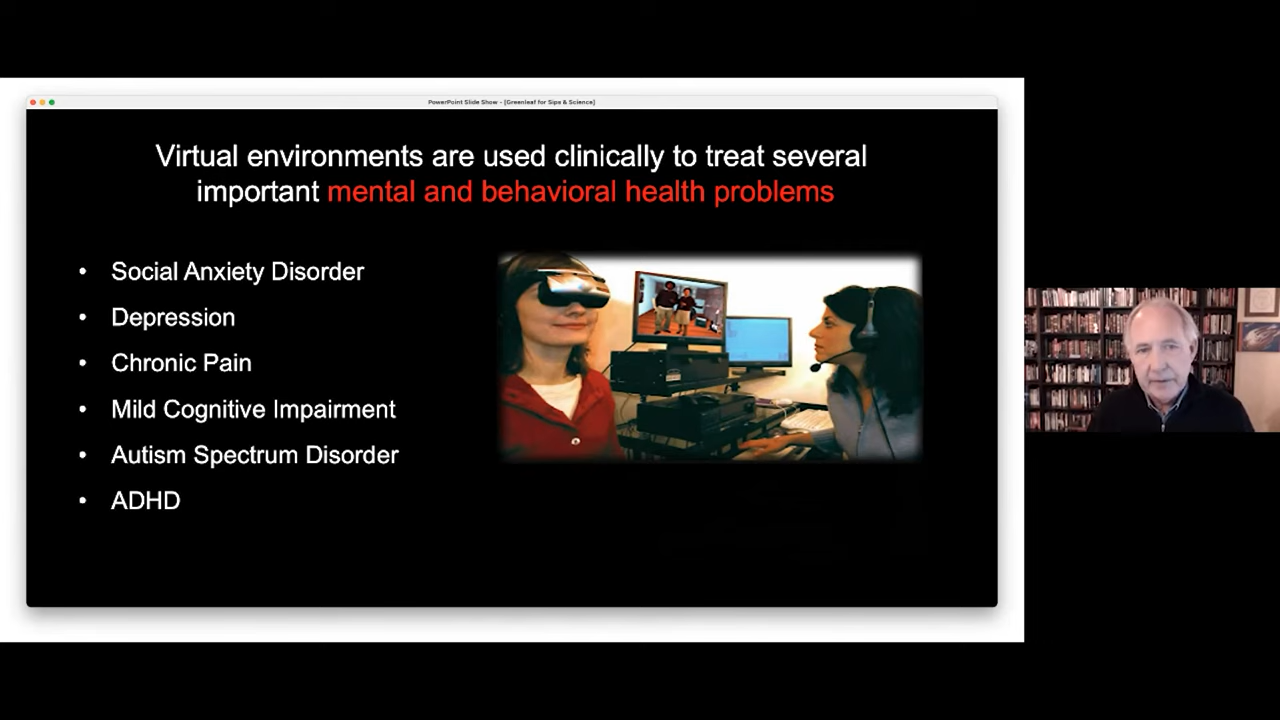 PowerPoint Slide Show - [Greenleaf for Sips & Science]
Virtual environments are used clinically to treat several
important mental and behavioral health problems
• Social Anxiety Disorder
• Depression
• Chronic Pain
• Mild Cognitive Impairment
• Autism Spectrum Disorder
• ADHD